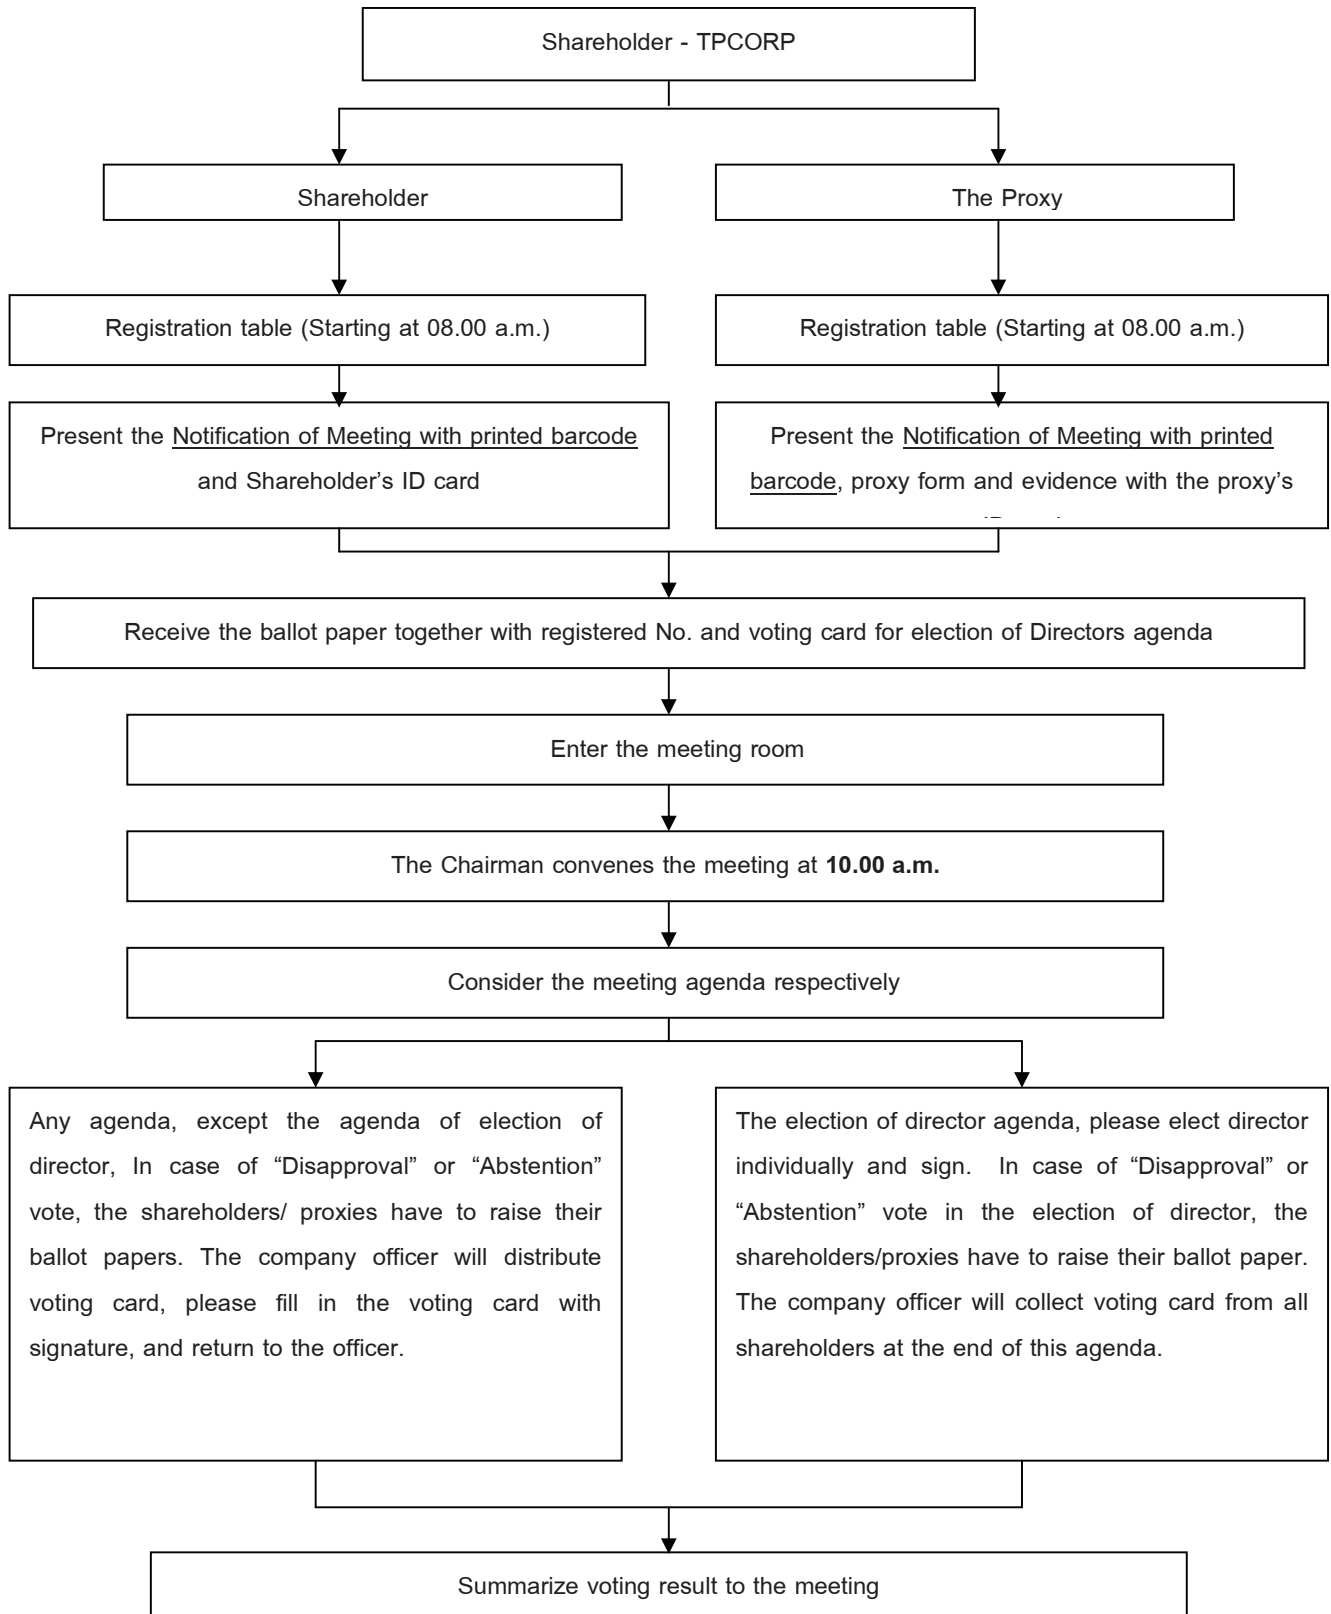 Shareholder - TPCORP
Shareholder
The Proxy
Registration table (Starting at 08.00 a.m.)
Registration table (Starting at 08.00 a.m.)
Present the Notification of Meeting with printed barcode
and Shareholder’s ID card
Present the Notification of Meeting with printed
barcode, proxy form and evidence with the proxy’s
Receive the ballot paper together with registered No. and voting card for election of Directors agenda
Enter the meeting room
The Chairman convenes the meeting at 10.00 a.m.
Consider the meeting agenda respectively
Any agenda, except the agenda of election of
director, In case of “Disapproval” or “Abstention”
vote, the shareholders/ proxies have to raise their
ballot papers. The company officer will distribute
voting card, please fill in the voting card with
signature, and return to the officer.
The election of director agenda, please elect director
individually and sign. In case of “Disapproval” or
“Abstention” vote in the election of director, the
shareholders/proxies have to raise their ballot paper.
The company officer will collect voting card from all
shareholders at the end of this agenda.
Summarize voting result to the meeting